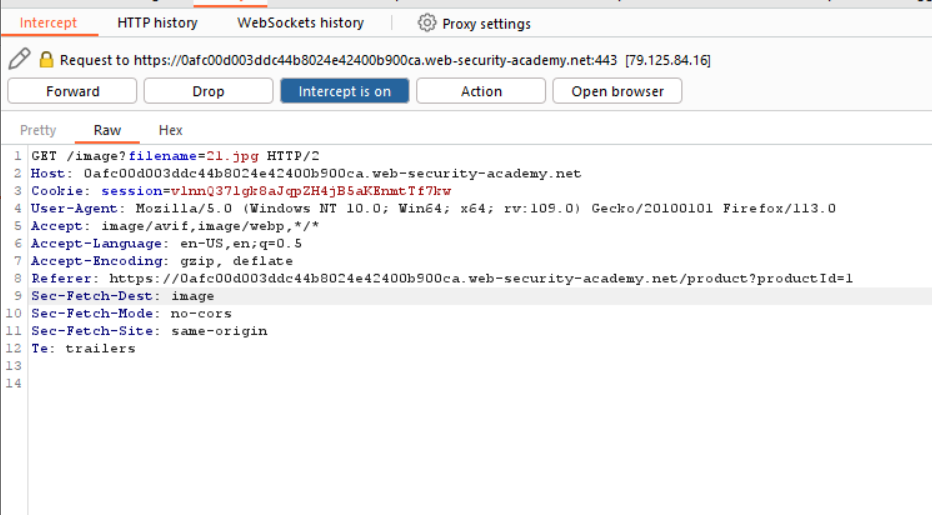 Intercept HTTP history WebSockets history Proxy settings
Request to https://0afc00d003ddc44b8024e42400b900ca.web-security-academy.net:443 [79.125.84.16]
Forward Drop Intercept is on Action Open browser
Pretty Raw Hex
1 GET /image?filename=21.jpg HTTP/2
2 Host: 0afc00d003ddc44b8024e42400b900ca.web-security-academy.net
3 Cookie: session=vlnnQ37lgk8aJqpZH4jB5aKEnmtTf7kw
4 User-Agent: Mozilla/5.0 (Windows NT 10.0; Win64; x64; rv:109.0) Gecko/20100101 Firefox/113.0
5 Accept: image/avif,image/webp,*/*
6 Accept-Language: en-US,en;q=0.5
7 Accept-Encoding: gzip, deflate
8 Referer: https://0afc00d003ddc44b8024e42400b900ca.web-security-academy.net/product?productId=1
9 Sec-Fetch-Dest: image
10 Sec-Fetch-Mode: no-cors
11 Sec-Fetch-Site: same-origin
12 Te: trailers
13
14